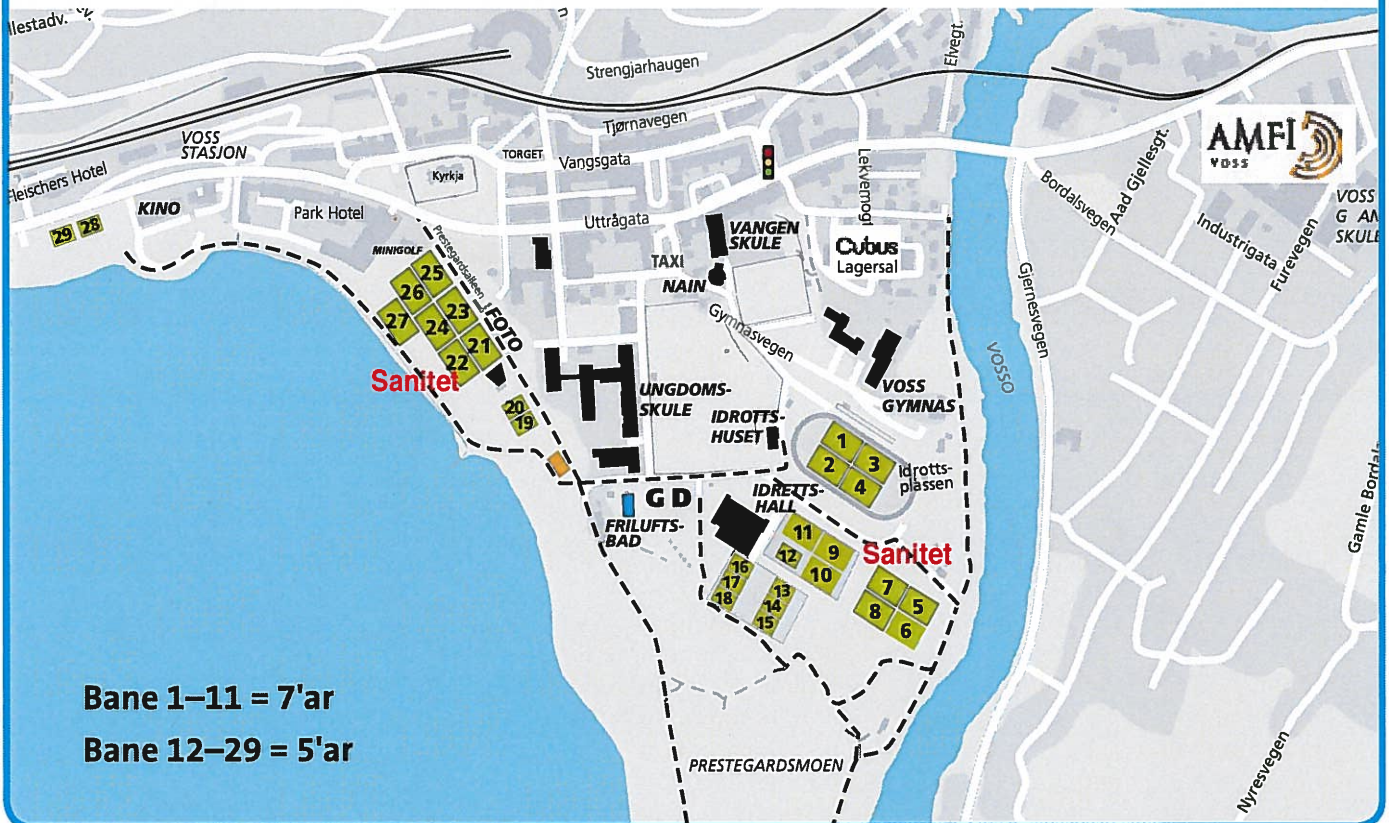 Strengjarhaugen
Elvegt.
Tjørnavegen
VOSS
STASJON
TORGET
Vangsgata
Kyrkja
Lekvemogt
AMFI
VOSS
Fleischers Hotel
KINO
Park Hotel
Uttrågata
Bordalsvegen
Aad Gjellesgt.
Industrigata
Furevegen
VOSS
G AN
SKULE
29
28
MINIGOLF
Prestegardsalleen
VANGEN
SKULE
TAXI
NAIN
Cubus
Lagersal
Gjernesvegen
VOSSO
25
26
27
23
24
21
22
FOTO
Sanitet
20
19
Gymnasvegen
UNGDOMS-
SKULE
IDROTTS-
HUSET
VOSS
GYMNAS
1
2
3
4
Idrotts-
plassen
G D
FRILUFTS-
BAD
IDRETTS-
HALL
11
9
12
10
Sanitet
16
17
18
13
14
15
7
5
8
6
Gamle Bordal-
Nyresvegen
PRESTEGARDSMOEN
Bane 1–11 = 7'ar
Bane 12–29 = 5'ar